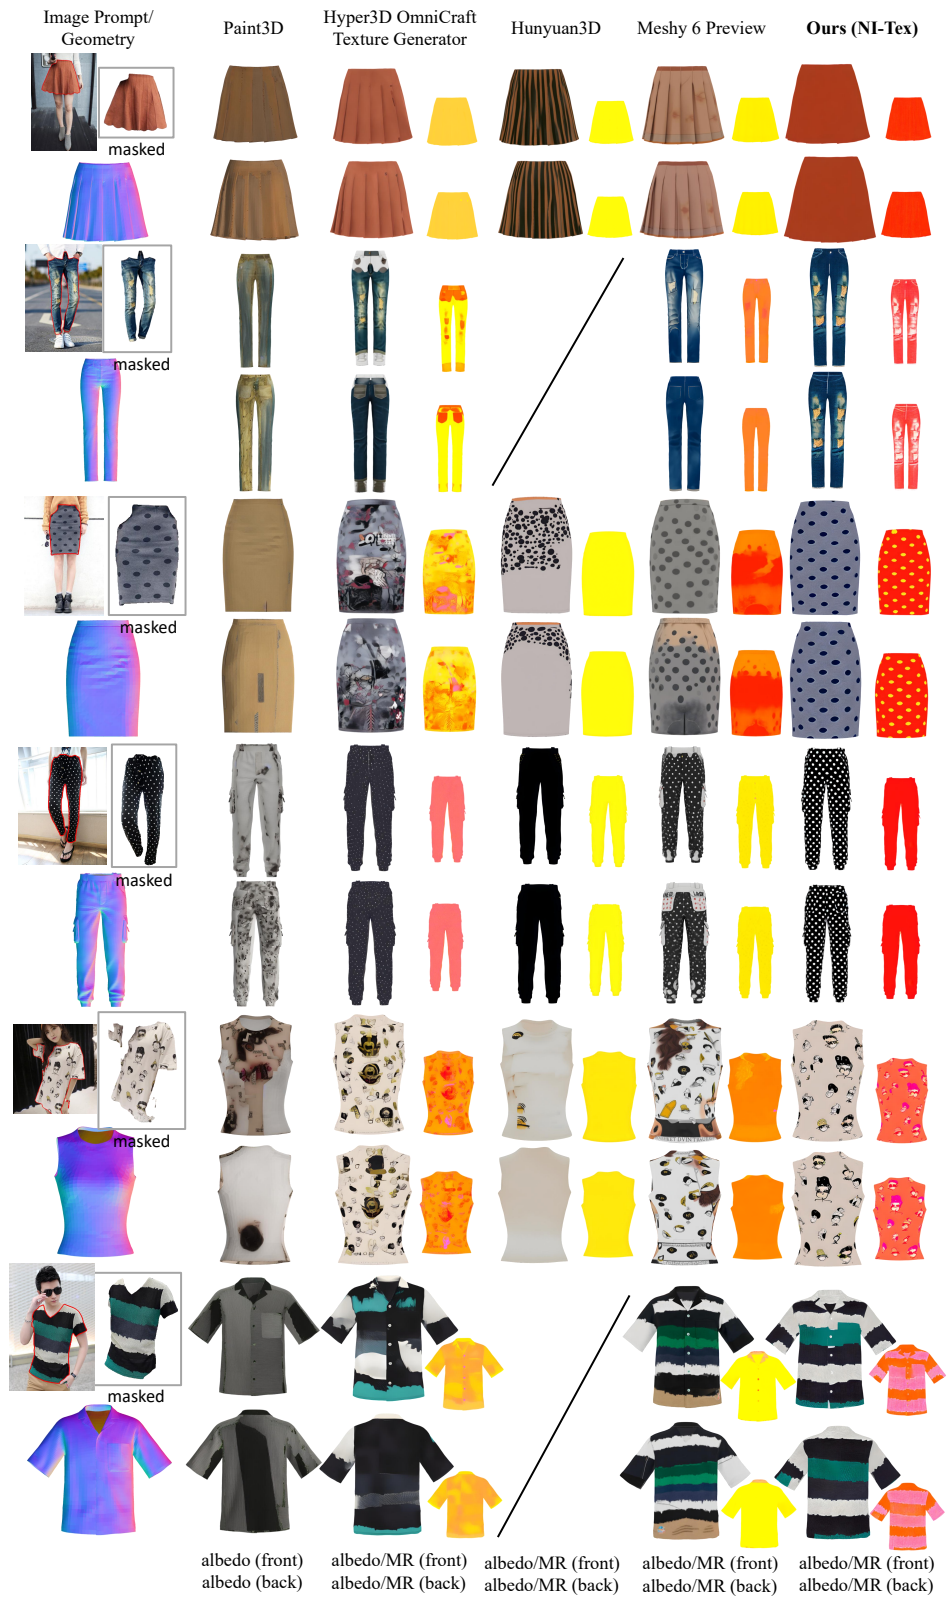 Image Prompt/
Geometry
Paint3D
Hyper3D OmniCraft
Texture Generator
Hunyuan3D
Meshy 6 Preview
Ours (NI-Tex)
masked
masked
masked
masked
masked
masked
albedo (front)
albedo (back)
albedo/MR (front)
albedo/MR (back)
albedo/MR (front)
albedo/MR (back)
albedo/MR (front)
albedo/MR (back)
albedo/MR (front)
albedo/MR (back)